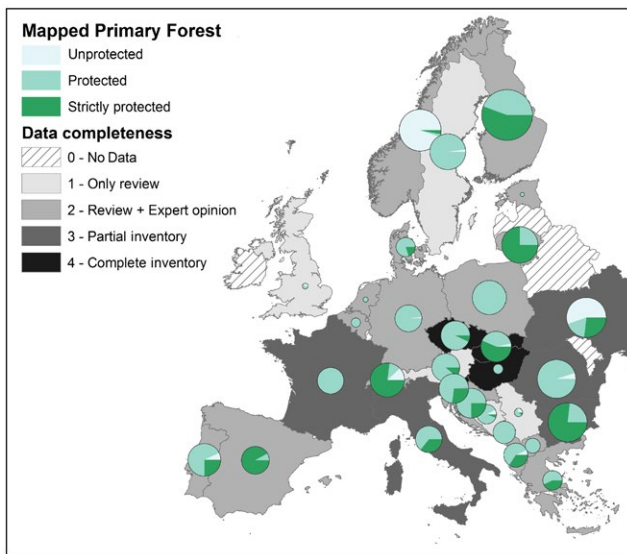 Mapped Primary Forest
Unprotected
Protected
Strictly protected
Data completeness
0 - No Data
1 - Only review
2 - Review + Expert opinion
3 - Partial inventory
4 - Complete inventory